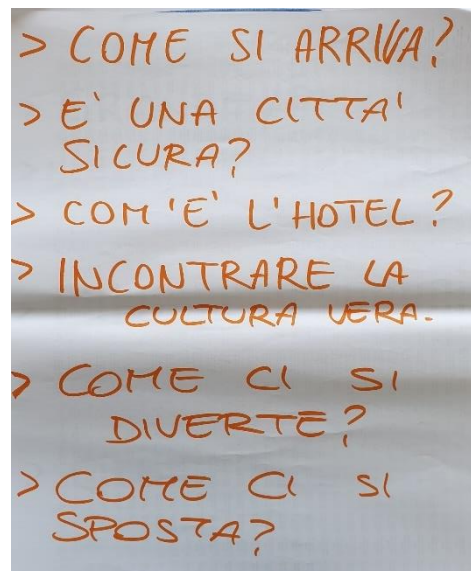 > COME SI ARRIVA?
> E' UNA CITTA'
SICURA?
> COM'E' L'HOTEL?
> INCONTRARE LA
CULTURA VERA.
> COME CI SI
DIVERTE?
> COME CI SI
SPOSTA?